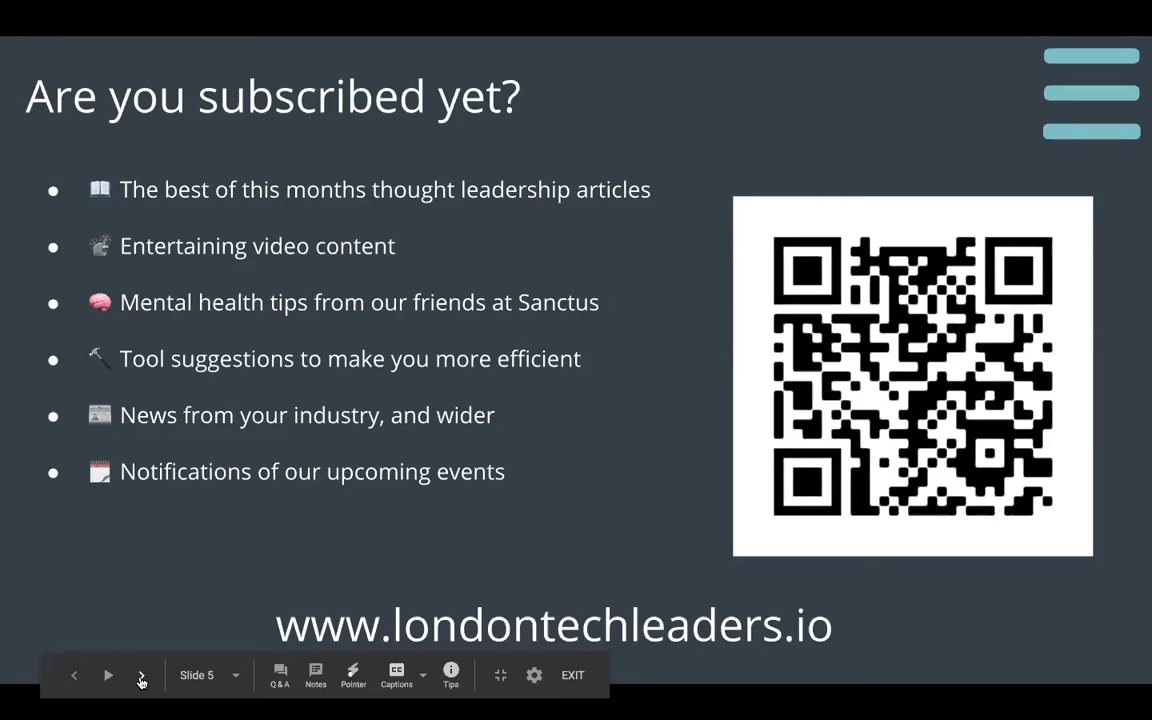 Are you subscribed yet?
● 📖 The best of this months thought leadership articles
● 📽 Entertaining video content
● 🧠 Mental health tips from our friends at Sanctus
● 🔨 Tool suggestions to make you more efficient
● 📰 News from your industry, and wider
● 🗓 Notifications of our upcoming events
www.londontechleaders.io
Slide 5
Q & A
Notes
Pointer
CC
Captions
Tips
EXIT